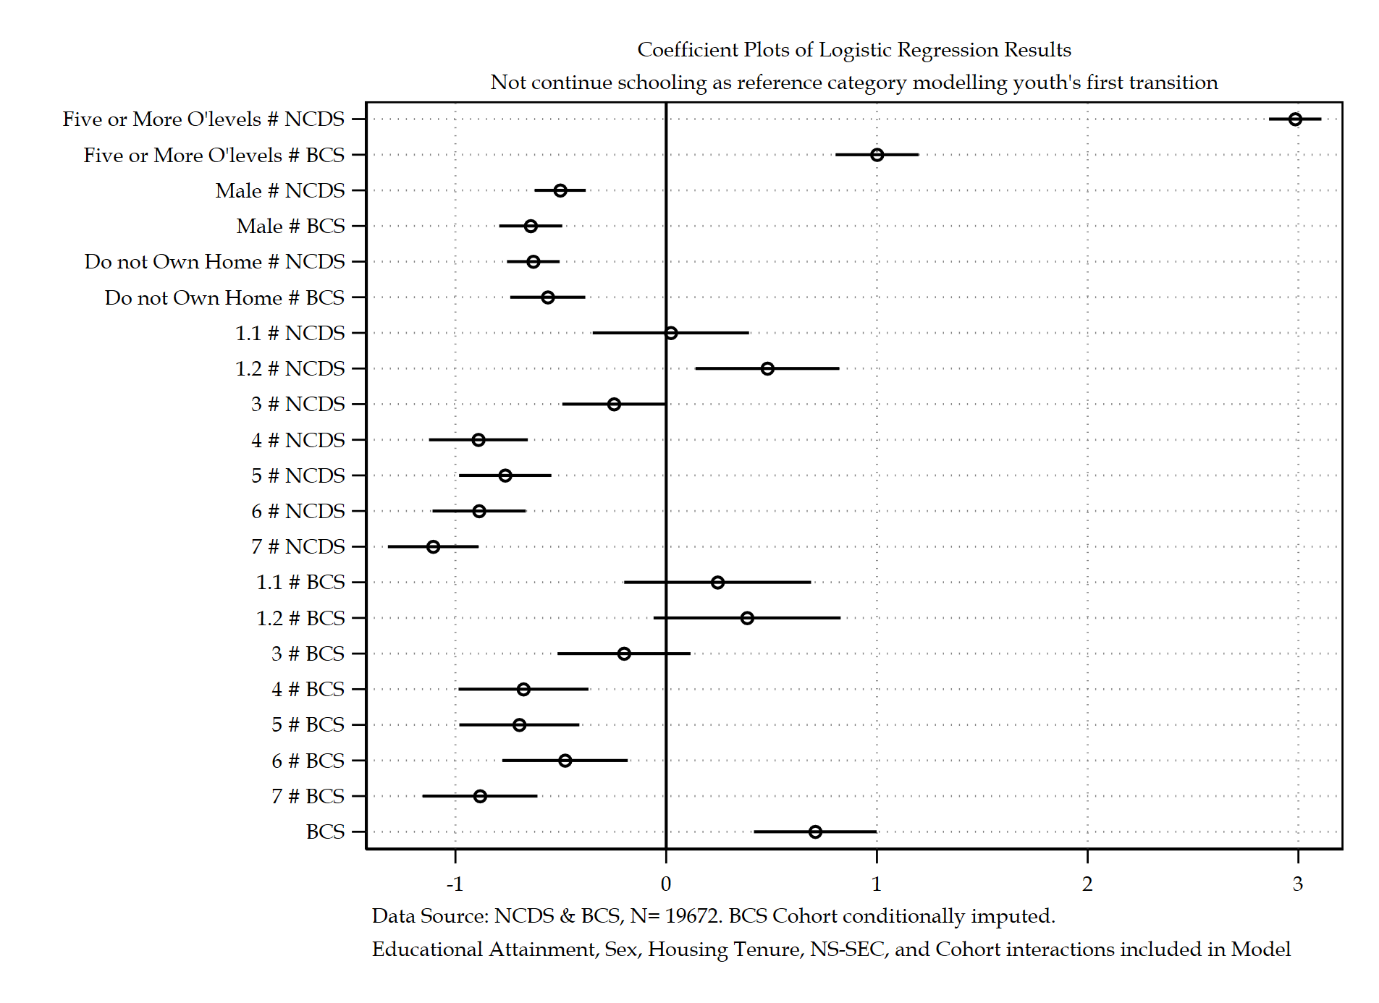 Coefficient Plots of Logistic Regression Results
Not continue schooling as reference category modelling youth's first transition
Five or More O'levels # NCDS
Five or More O'levels # BCS
Male # NCDS
Male # BCS
Do not Own Home # NCDS
Do not Own Home # BCS
1.1 # NCDS
1.2 # NCDS
3 # NCDS
4 # NCDS
5 # NCDS
6 # NCDS
7 # NCDS
1.1 # BCS
1.2 # BCS
3 # BCS
4 # BCS
5 # BCS
6 # BCS
7 # BCS
BCS
-1 0 1 2 3
Data Source: NCDS & BCS, N= 19672. BCS Cohort conditionally imputed.
Educational Attainment, Sex, Housing Tenure, NS-SEC, and Cohort interactions included in Model